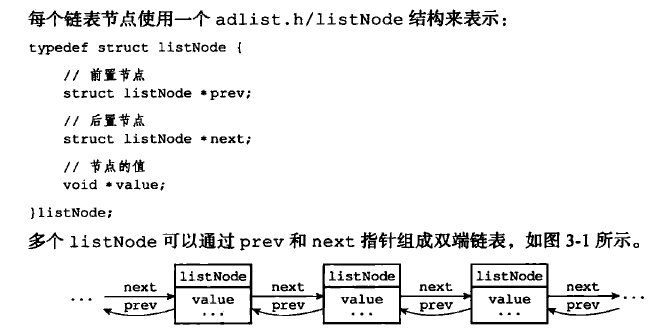 每个链表节点使用一个 adlist.h/listNode 结构来表示：
typedef struct listNode {
// 前置节点
struct listNode *prev;
// 后置节点
struct listNode *next;
// 节点的值
void *value;
}listNode;
多个 listNode 可以通过 prev 和 next 指针组成双端链表，如图 3-1 所示。
listNode listNode listNode
... next next next next ...
prev value prev value prev value prev
... ... ...